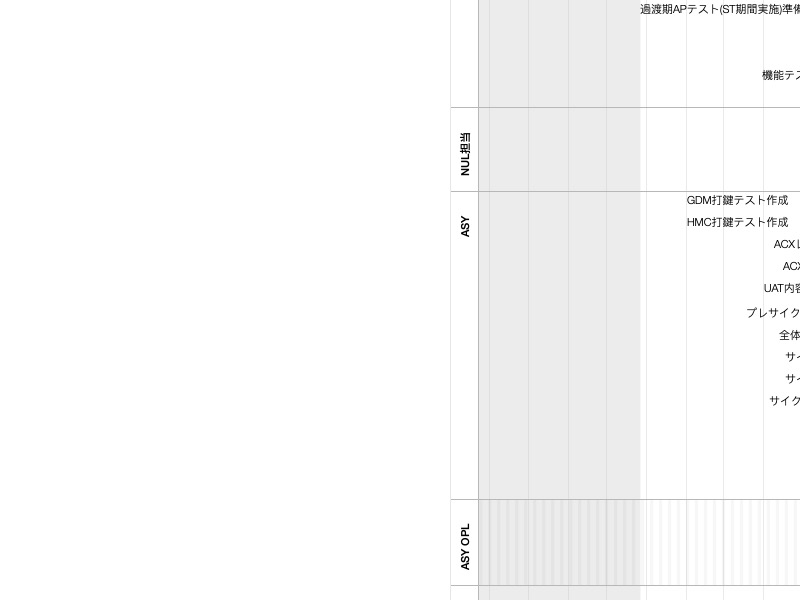 過渡期APテスト(ST期間実施)準備
機能テス
NUL担当
ASY
GDM打鍵テスト作成
HMC打鍵テスト作成
ACX
ACX
UAT内容
プレサイク
全体
サイ
サイ
サイク
ASY OPL